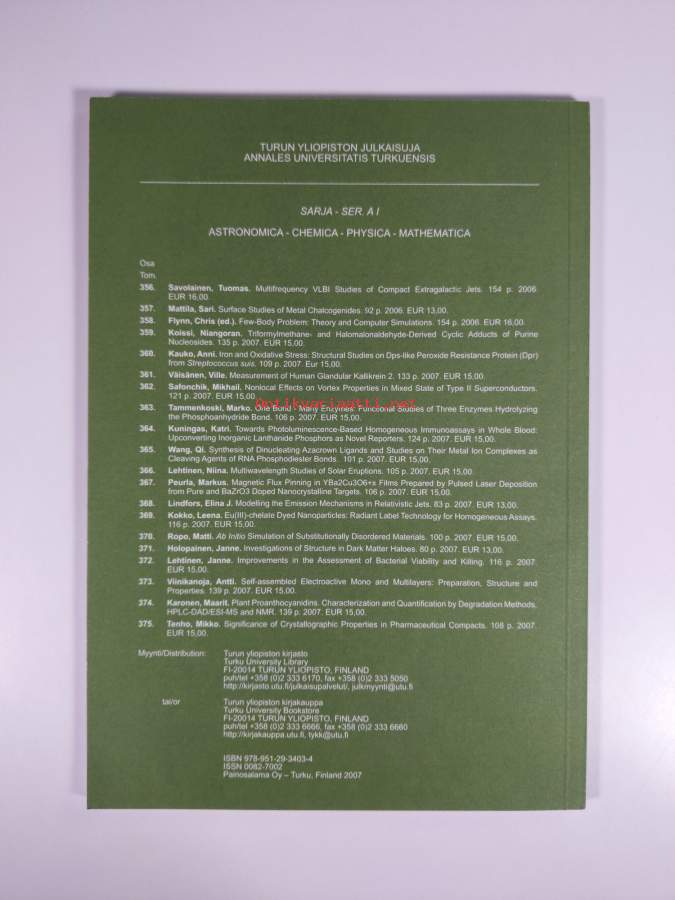 TURUN YLIOPISTON JULKAISUJA
ANNALES UNIVERSITATIS TURKUENSIS
SARJA - SER. A I
ASTRONOMICA - CHEMICA - PHYSICA - MATHEMATICA
Osa
Tom.
356. Savolainen, Tuomas. Multifrequency VLBI Studies of Compact Extragalactic Jets. 154 p. 2006.
EUR 16,00.
357. Mattila, Sari. Surface Studies of Metal Chalcogenides. 92 p. 2006. EUR 13,00.
358. Flynn, Chris (ed.). Few-Body Problem: Theory and Computer Simulations. 154 p. 2006. EUR 16,00.
359. Koissi, Niangoran. Triformylmethane- and Halomalonaldehyde-Derived Cyclic Adducts of Purine
Nucleosides. 135 p. 2007. EUR 15,00.
360. Kauko, Anni. Iron and Oxidative Stress: Structural Studies on Dps-like Peroxide Resistance Protein (Dpr)
from Streptococcus suis. 109 p. 2007. Eur 15,00.
361. Väisänen, Ville. Measurement of Human Glandular Kallikrein 2. 133 p. 2007. EUR 15,00.
362. Safonchik, Mikhail. Nonlocal Effects on Vortex Properties in Mixed State of Type II Superconductors.
121 p. 2007. Eur 15,00.
Antikvariaatti.net
363. Tammenkoski, Marko. One Bond - Many Enzymes: Functional Studies of Three Enzymes Hydrolyzing
the Phosphoanhydride Bond. 106 p. 2007. EUR 15,00.
364. Kuningas, Katri. Towards Photoluminescence-Based Homogeneous Immunoassays in Whole Blood:
Upconverting Inorganic Lanthanide Phosphors as Novel Reporters. 124 p. 2007. EUR 15,00.
365. Wang, Qi. Synthesis of Dinucleating Azacrown Ligands and Studies on Their Metal Ion Complexes as
Cleaving Agents of RNA Phosphodiester Bonds. 101 p. 2007. EUR 15,00.
366. Lehtinen, Niina. Multiwavelength Studies of Solar Eruptions. 105 p. 2007. EUR 15,00.
367. Peurla, Markus. Magnetic Flux Pinning in YBa2Cu3O6+x Films Prepared by Pulsed Laser Deposition
from Pure and BaZrO3 Doped Nanocrystalline Targets. 106 p. 2007. EUR 15,00.
368. Lindfors, Elina J. Modelling the Emission Mechanisms in Relativistic Jets. 83 p. 2007. EUR 13,00.
369. Kokko, Leena. Eu(III)-chelate Dyed Nanoparticles: Radiant Label Technology for Homogeneous Assays.
116 p. 2007. EUR 15,00.
370. Ropo, Matti. Ab Initio Simulation of Substitutionally Disordered Materials. 100 p. 2007. EUR 15,00.
371. Holopainen, Janne. Investigations of Structure in Dark Matter Haloes. 80 p. 2007. EUR 13,00.
372. Lehtinen, Janne. Improvements in the Assessment of Bacterial Viability and Killing. 116 p. 2007.
EUR 15,00.
373. Viinikanoja, Antti. Self-assembled Electroactive Mono and Multilayers: Preparation, Structure and
Properties. 139 p. 2007. EUR 15,00.
374. Karonen, Maarit. Plant Proanthocyanidins. Characterization and Quantification by Degradation Methods,
HPLC-DAD/ESI-MS and NMR. 139 p. 2007. EUR 15,00.
375. Tenho, Mikko. Significance of Crystallographic Properties in Pharmaceutical Compacts. 108 p. 2007.
EUR 15,00.
Myynti/Distribution: Turun yliopiston kirjasto
Turku University Library
FI-20014 TURUN YLIOPISTO, FINLAND
puh/tel +358 (0)2 333 6170, fax +358 (0)2 333 5050
http://kirjasto.utu.fi/julkaisupalvelut/, julkmyynti@utu.fi
tai/or Turun yliopiston kirjakauppa
Turku University Bookstore
FI-20014 TURUN YLIOPISTO, FINLAND
puh/tel +358 (0)2 333 6666, fax +358 (0)2 333 6660
http://kirjakauppa.utu.fi, tykk@utu.fi
ISBN 978-951-29-3403-4
ISSN 0082-7002
Painosalama Oy – Turku, Finland 2007